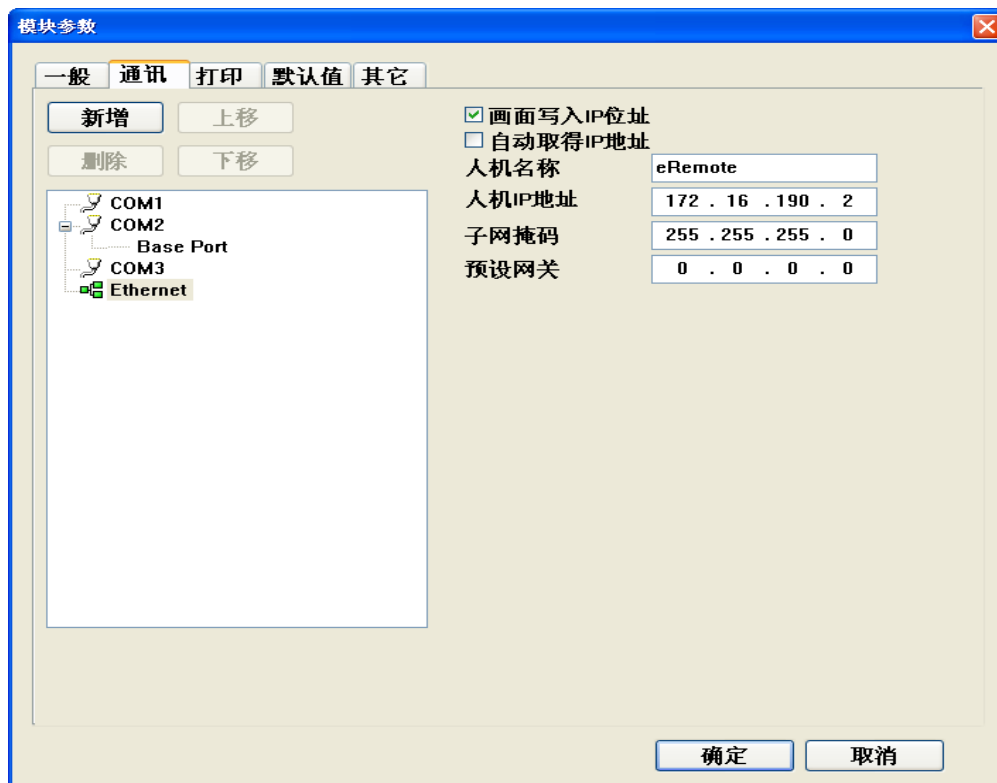 模块参数
一般 通讯 打印 默认值 其它
新增 上移
删除 下移
COM1
COM2
Base Port
COM3
Ethernet
画面写入IP位址
自动取得IP地址
人机名称 eRemote
人机IP地址 172 . 16 . 190 . 2
子网掩码 255 . 255 . 255 . 0
预设网关 0 . 0 . 0 . 0
确定 取消